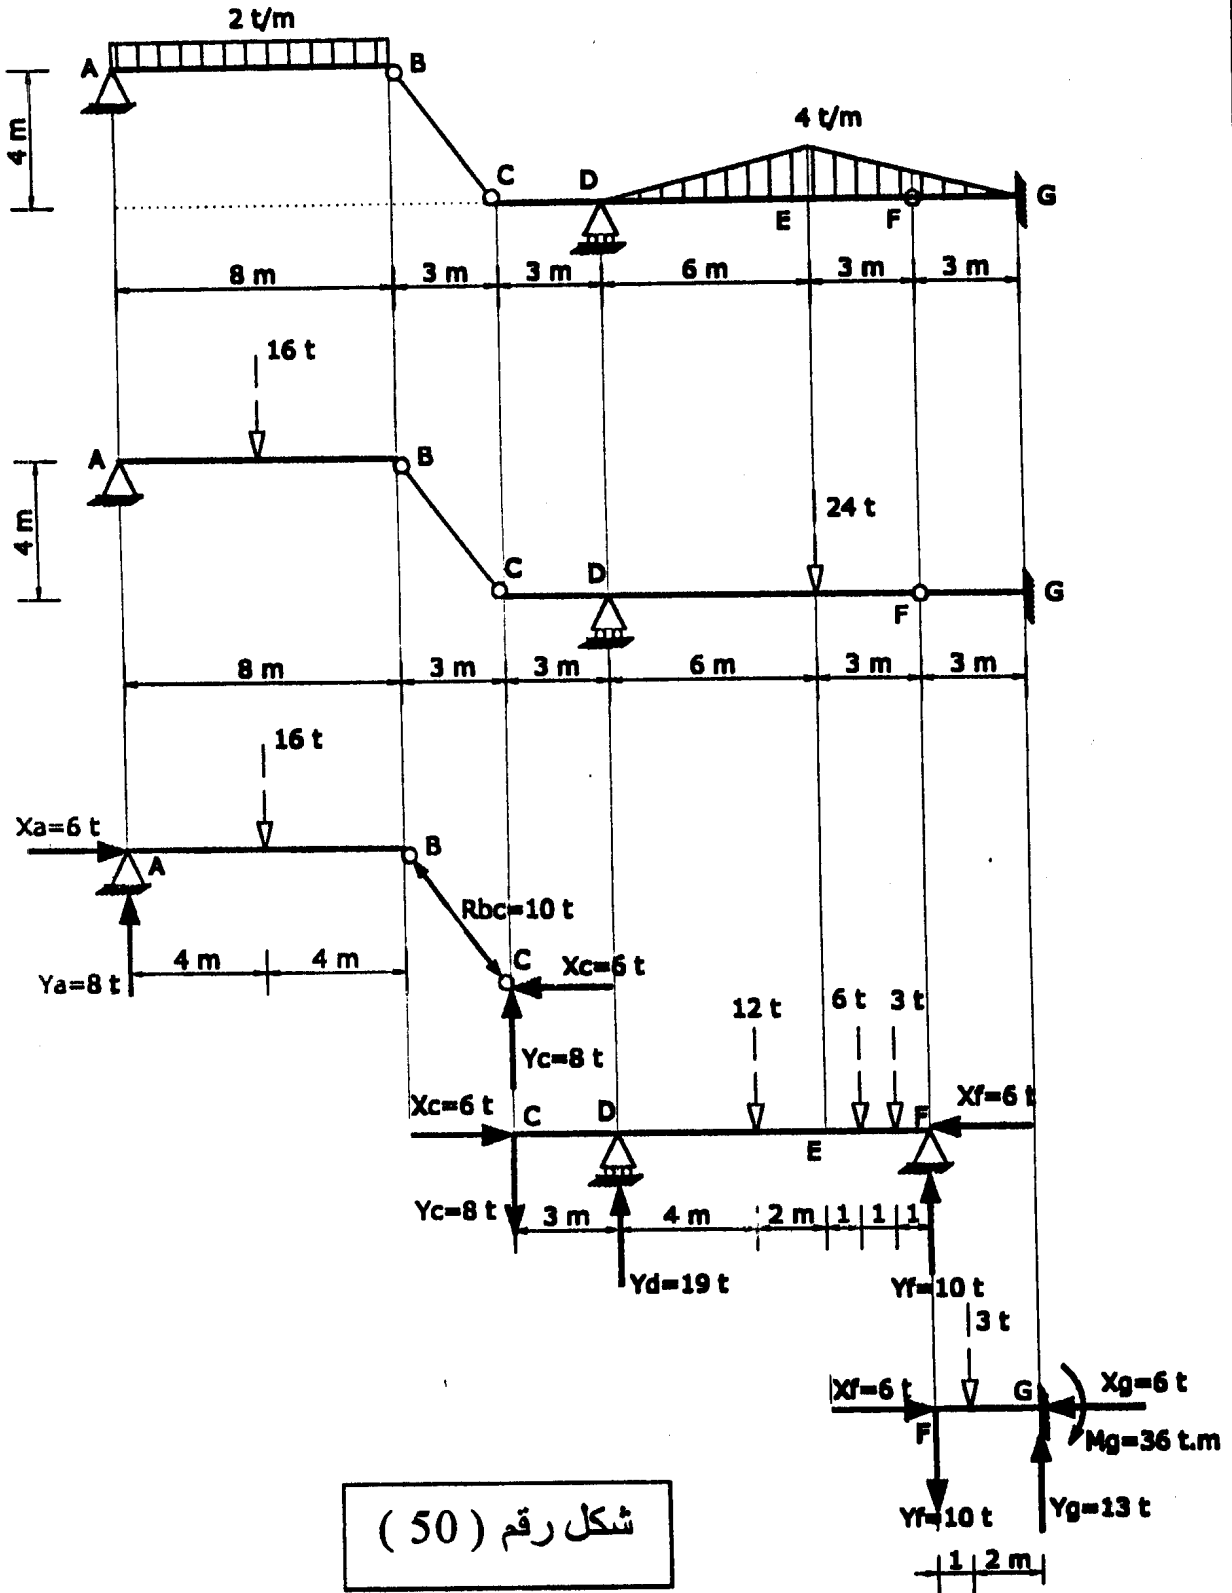 2 t/m
A
B
4 m
4 t/m
C
D
E
F
G
8 m
3 m
3 m
6 m
3 m
3 m
16 t
A
B
4 m
24 t
C
D
F
G
8 m
3 m
3 m
6 m
3 m
3 m
16 t
Xa=6 t
A
B
Rbc=10 t
4 m
4 m
Ya=8 t
C
Xc=6 t
Yc=8 t
12 t
6 t
3 t
Xc=6 t
C
D
E
F
Xf=6 t
Yc=8 t
3 m
4 m
2 m
1
1
1
Yd=19 t
Yf=10 t
3 t
Xf=6 t
F
G
Xg=6 t
Mg=36 t.m
Yf=10 t
Yg=13 t
1
2 m
شكل رقم ( 50 )